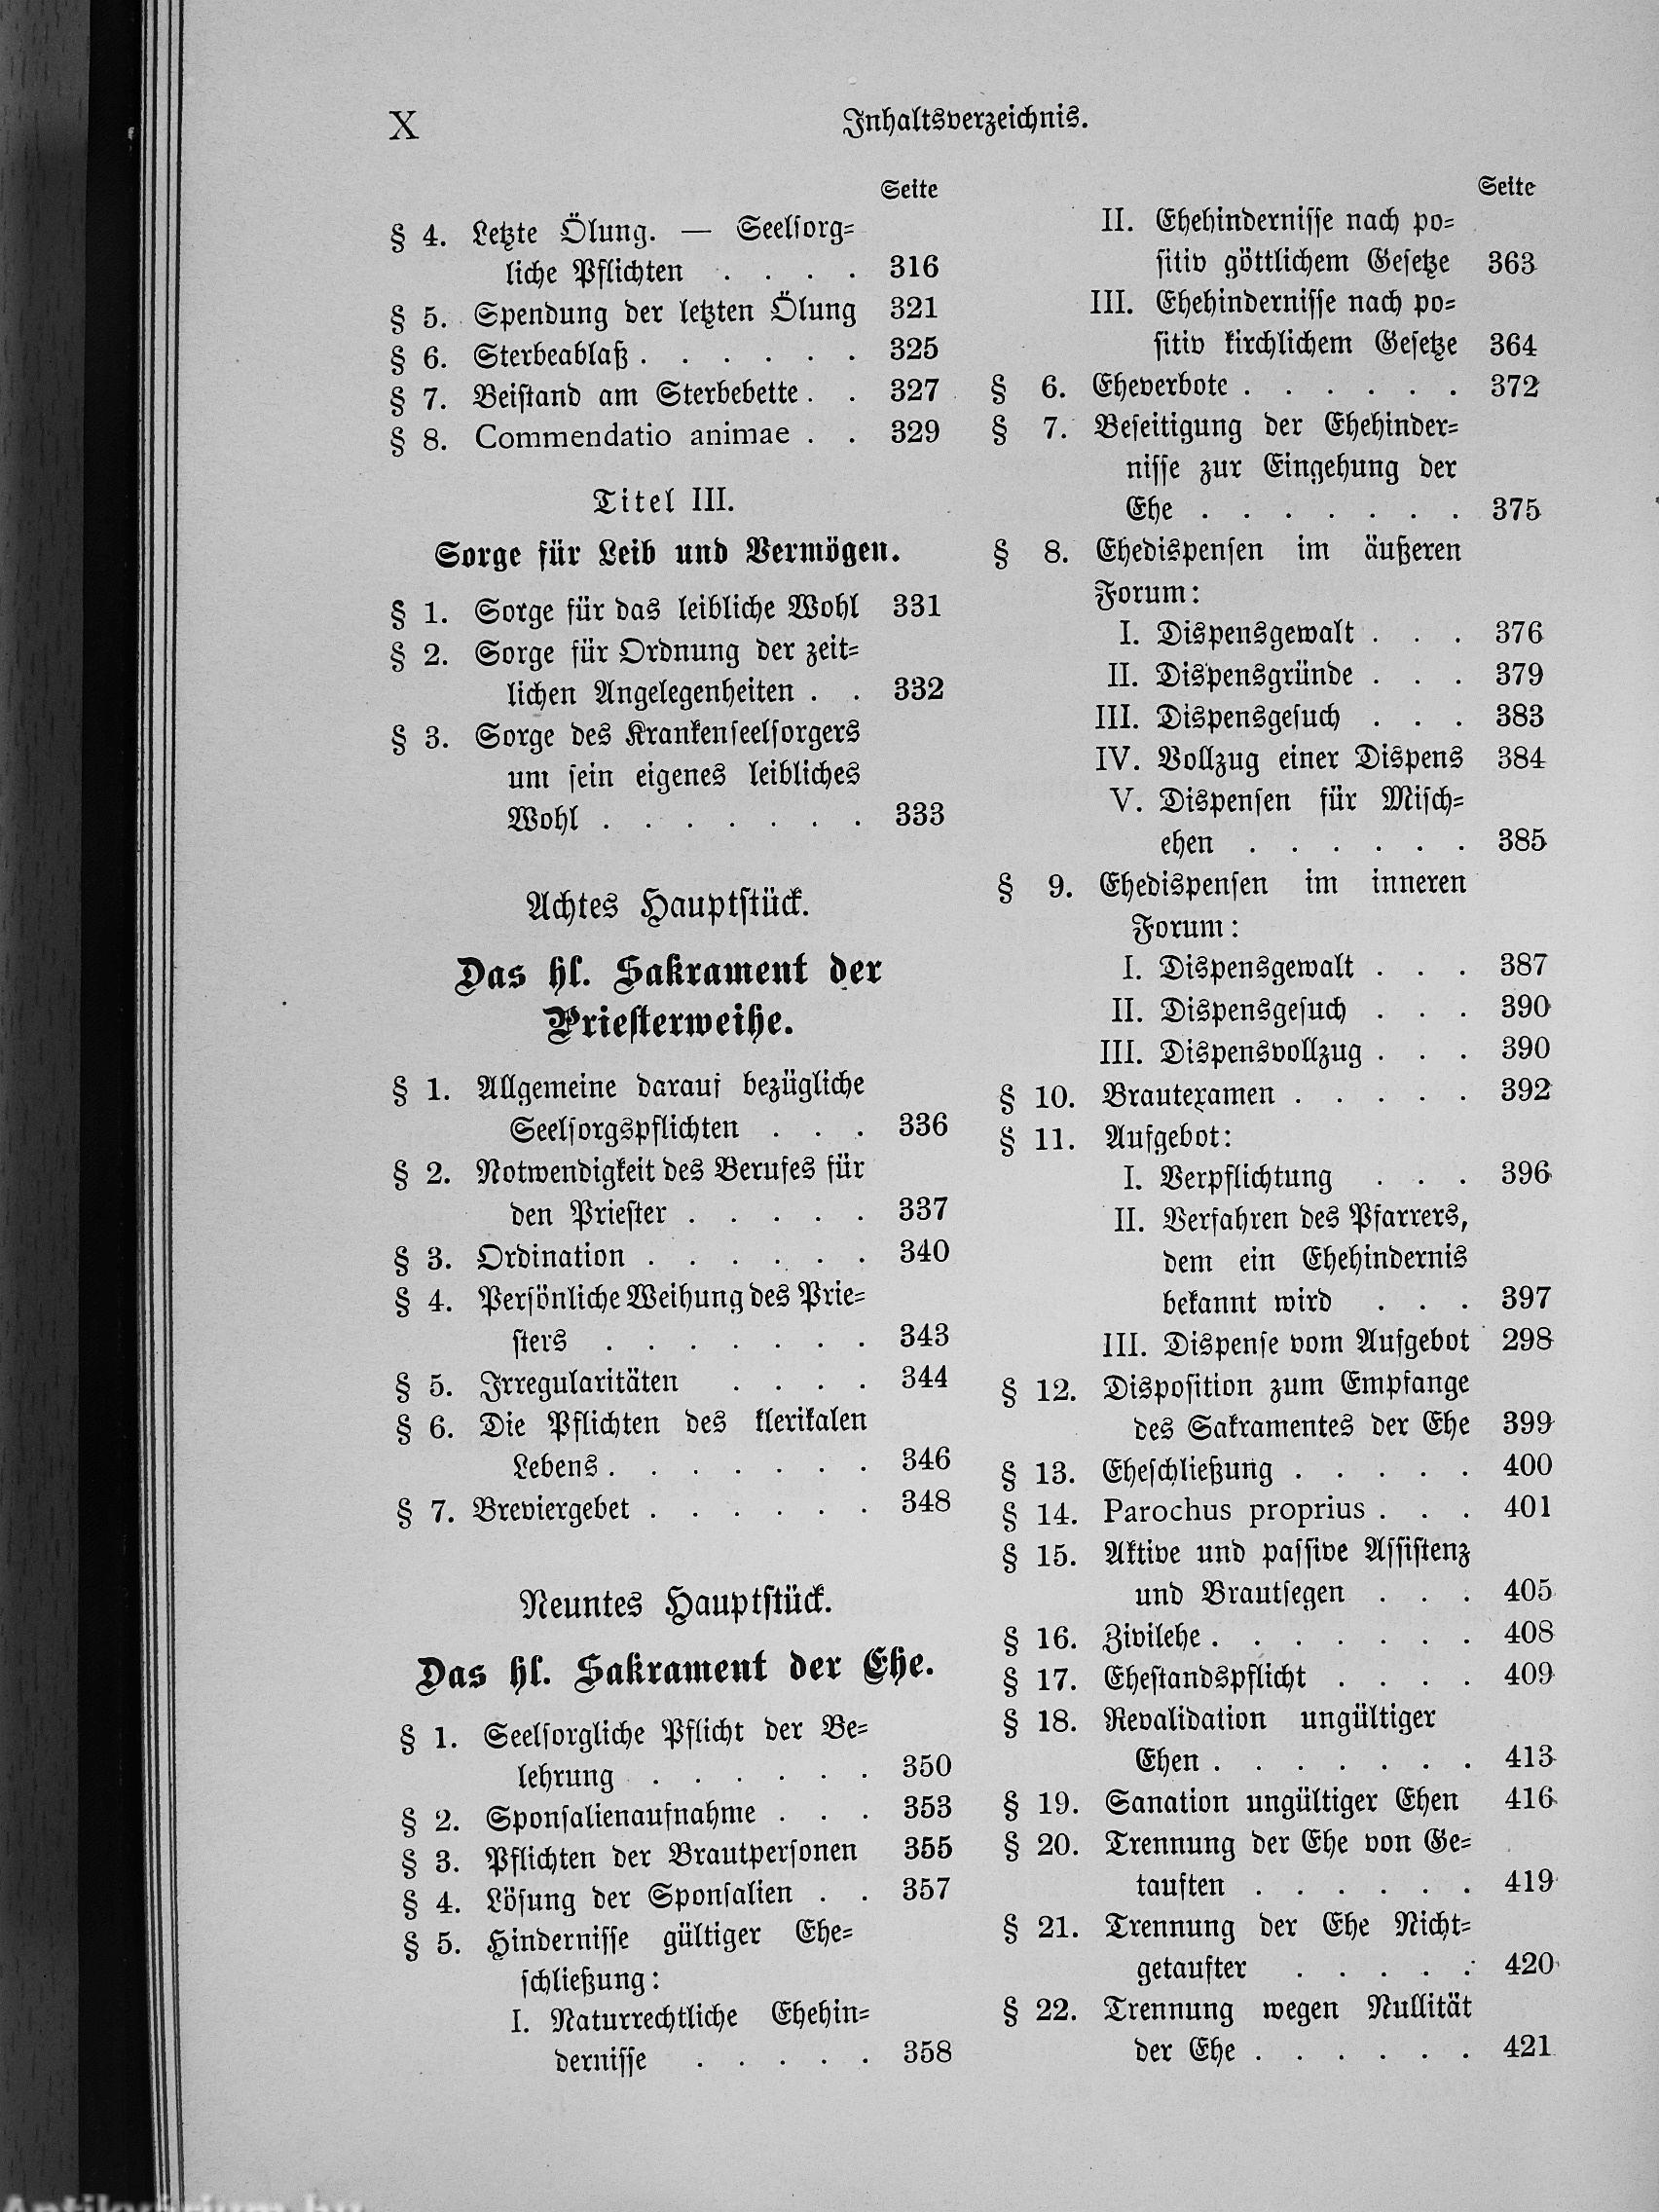 X
Inhaltsverzeichnis.
Seite
§ 4. Letzte Ölung. — Seelsorg=
liche Pflichten . . . . 316
§ 5. Spendung der letzten Ölung 321
§ 6. Sterbeablaß . . . . . . 325
§ 7. Beistand am Sterbebette . . 327
§ 8. Commendatio animae . . 329
Titel III.
Sorge für Leib und Vermögen.
§ 1. Sorge für das leibliche Wohl 331
§ 2. Sorge für Ordnung der zeit=
lichen Angelegenheiten . . 332
§ 3. Sorge des Krankenseelsorgers
um sein eigenes leibliches
Wohl . . . . . . . 333
Achtes Hauptstück.
Das hl. Sakrament der
Priesterweihe.
§ 1. Allgemeine darauf bezügliche
Seelsorgspflichten . . . 336
§ 2. Notwendigkeit des Berufes für
den Priester . . . . . 337
§ 3. Ordination . . . . . . 340
§ 4. Persönliche Weihung des Prie=
sters . . . . . . . 343
§ 5. Irregularitäten . . . . 344
§ 6. Die Pflichten des klerikalen
Lebens . . . . . . . 346
§ 7. Breviergebet . . . . . . 348
Neuntes Hauptstück.
Das hl. Sakrament der Ehe.
§ 1. Seelsorgliche Pflicht der Be=
lehrung . . . . . . 350
§ 2. Sponsalienaufnahme . . . 353
§ 3. Pflichten der Brautpersonen 355
§ 4. Lösung der Sponsalien . . 357
§ 5. Hindernisse gültiger Ehe=
schließung:
I. Naturrechtliche Ehehin=
dernisse . . . . . 358
Seite
II. Ehehindernisse nach po=
sitiv göttlichem Gesetze 363
III. Ehehindernisse nach po=
sitiv kirchlichem Gesetze 364
§ 6. Eheverbote . . . . . . 372
§ 7. Beseitigung der Ehehinder=
nisse zur Eingehung der
Ehe . . . . . . . 375
§ 8. Ehedispensen im äußeren
Forum:
I. Dispensgewalt . . . 376
II. Dispensgründe . . . 379
III. Dispensgesuch . . . 383
IV. Vollzug einer Dispens 384
V. Dispensen für Misch=
ehen . . . . . . 385
§ 9. Ehedispensen im inneren
Forum:
I. Dispensgewalt . . . 387
II. Dispensgesuch . . . 390
III. Dispensvollzug . . . 390
§ 10. Brautexamen . . . . . 392
§ 11. Aufgebot:
I. Verpflichtung . . . 396
II. Verfahren des Pfarrers,
dem ein Ehehindernis
bekannt wird . . . 397
III. Dispense vom Aufgebot 298
§ 12. Disposition zum Empfange
des Sakramentes der Ehe 399
§ 13. Eheschließung . . . . . 400
§ 14. Parochus proprius . . . 401
§ 15. Aktive und passive Assistenz
und Brautsegen . . . 405
§ 16. Zivilehe . . . . . . . 408
§ 17. Ehestandspflicht . . . . 409
§ 18. Revalidation ungültiger
Ehen . . . . . . . 413
§ 19. Sanation ungültiger Ehen 416
§ 20. Trennung der Ehe von Ge=
tauften . . . . . . 419
§ 21. Trennung der Ehe Nicht=
getaufter . . . . . 420
§ 22. Trennung wegen Nullität
der Ehe . . . . . . 421
Antikvárium.hu